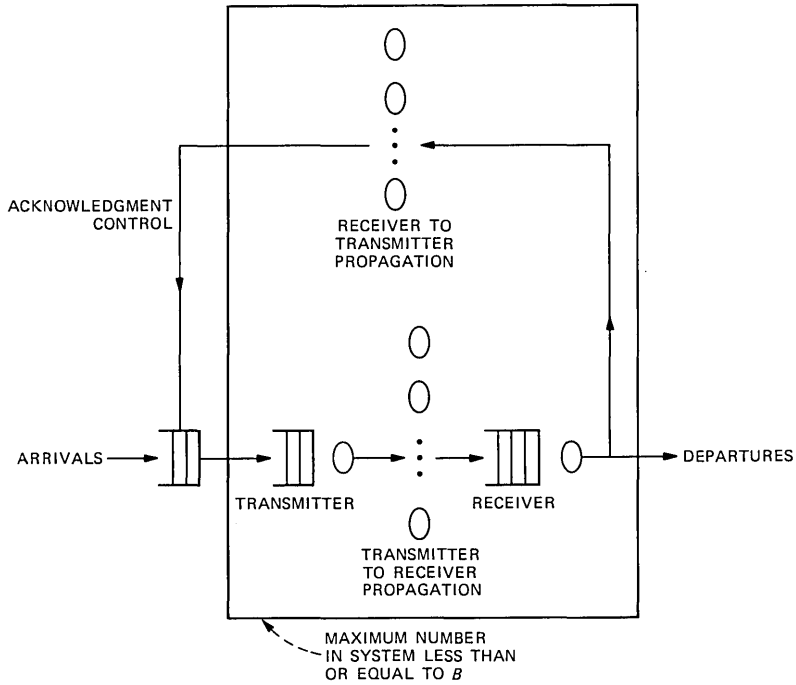 ACKNOWLEDGMENT
CONTROL
RECEIVER TO
TRANSMITTER
PROPAGATION
ARRIVALS
TRANSMITTER
RECEIVER
DEPARTURES
TRANSMITTER
TO RECEIVER
PROPAGATION
MAXIMUM NUMBER
IN SYSTEM LESS THAN
OR EQUAL TO B